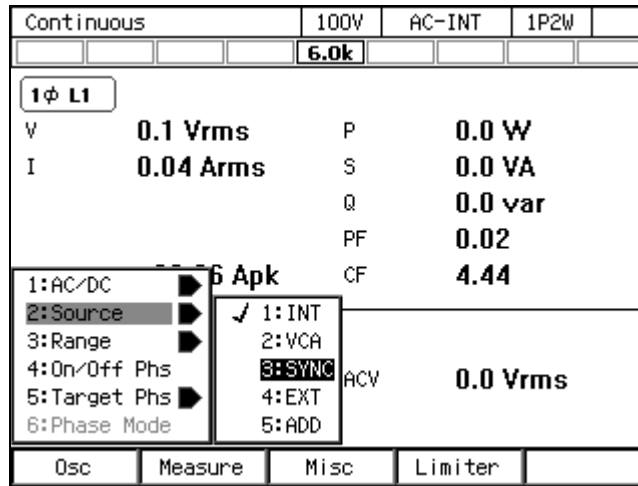 Continuous 100V AC-INT 1P2W
6.0k
1ϕ L1
V 0.1 Vrms P 0.0 W
I 0.04 Arms S 0.0 VA
Q 0.0 var
PF 0.02
6 Apk CF 4.44
1:AC/DC
2:Source
3:Range
4:On/Off Phs
5:Target Phs
6:Phase Mode
✓ 1:INT
2:VCA
3:SYNC
4:EXT
5:ADD
ACV 0.0 Vrms
Osc Measure Misc Limiter